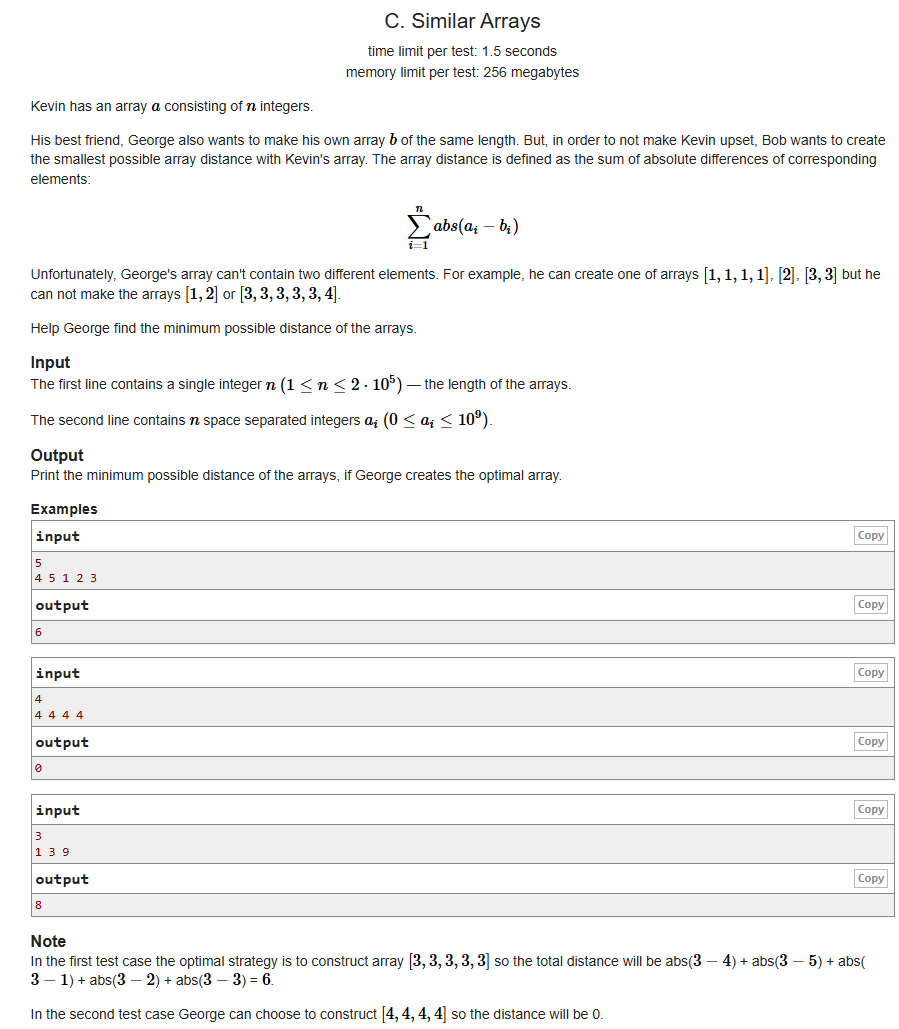 C. Similar Arrays
time limit per test: 1.5 seconds
memory limit per test: 256 megabytes
Kevin has an array a consisting of n integers.
His best friend, George also wants to make his own array b of the same length. But, in order to not make Kevin upset, Bob wants to create
the smallest possible array distance with Kevin's array. The array distance is defined as the sum of absolute differences of corresponding
elements:
n
∑ abs(a_i − b_i)
i=1
Unfortunately, George's array can't contain two different elements. For example, he can create one of arrays [1, 1, 1, 1], [2], [3, 3] but he
can not make the arrays [1, 2] or [3, 3, 3, 3, 3, 4].
Help George find the minimum possible distance of the arrays.
Input
The first line contains a single integer n (1 ≤ n ≤ 2 · 10^5) — the length of the arrays.
The second line contains n space separated integers a_i (0 ≤ a_i ≤ 10^9).
Output
Print the minimum possible distance of the arrays, if George creates the optimal array.
Examples
input Copy
5
4 5 1 2 3
output Copy
6
input Copy
4
4 4 4 4
output Copy
0
input Copy
3
1 3 9
output Copy
8
Note
In the first test case the optimal strategy is to construct array [3, 3, 3, 3, 3] so the total distance will be abs(3 − 4) + abs(3 − 5) + abs(
3 − 1) + abs(3 − 2) + abs(3 − 3) = 6.
In the second test case George can choose to construct [4, 4, 4, 4] so the distance will be 0.